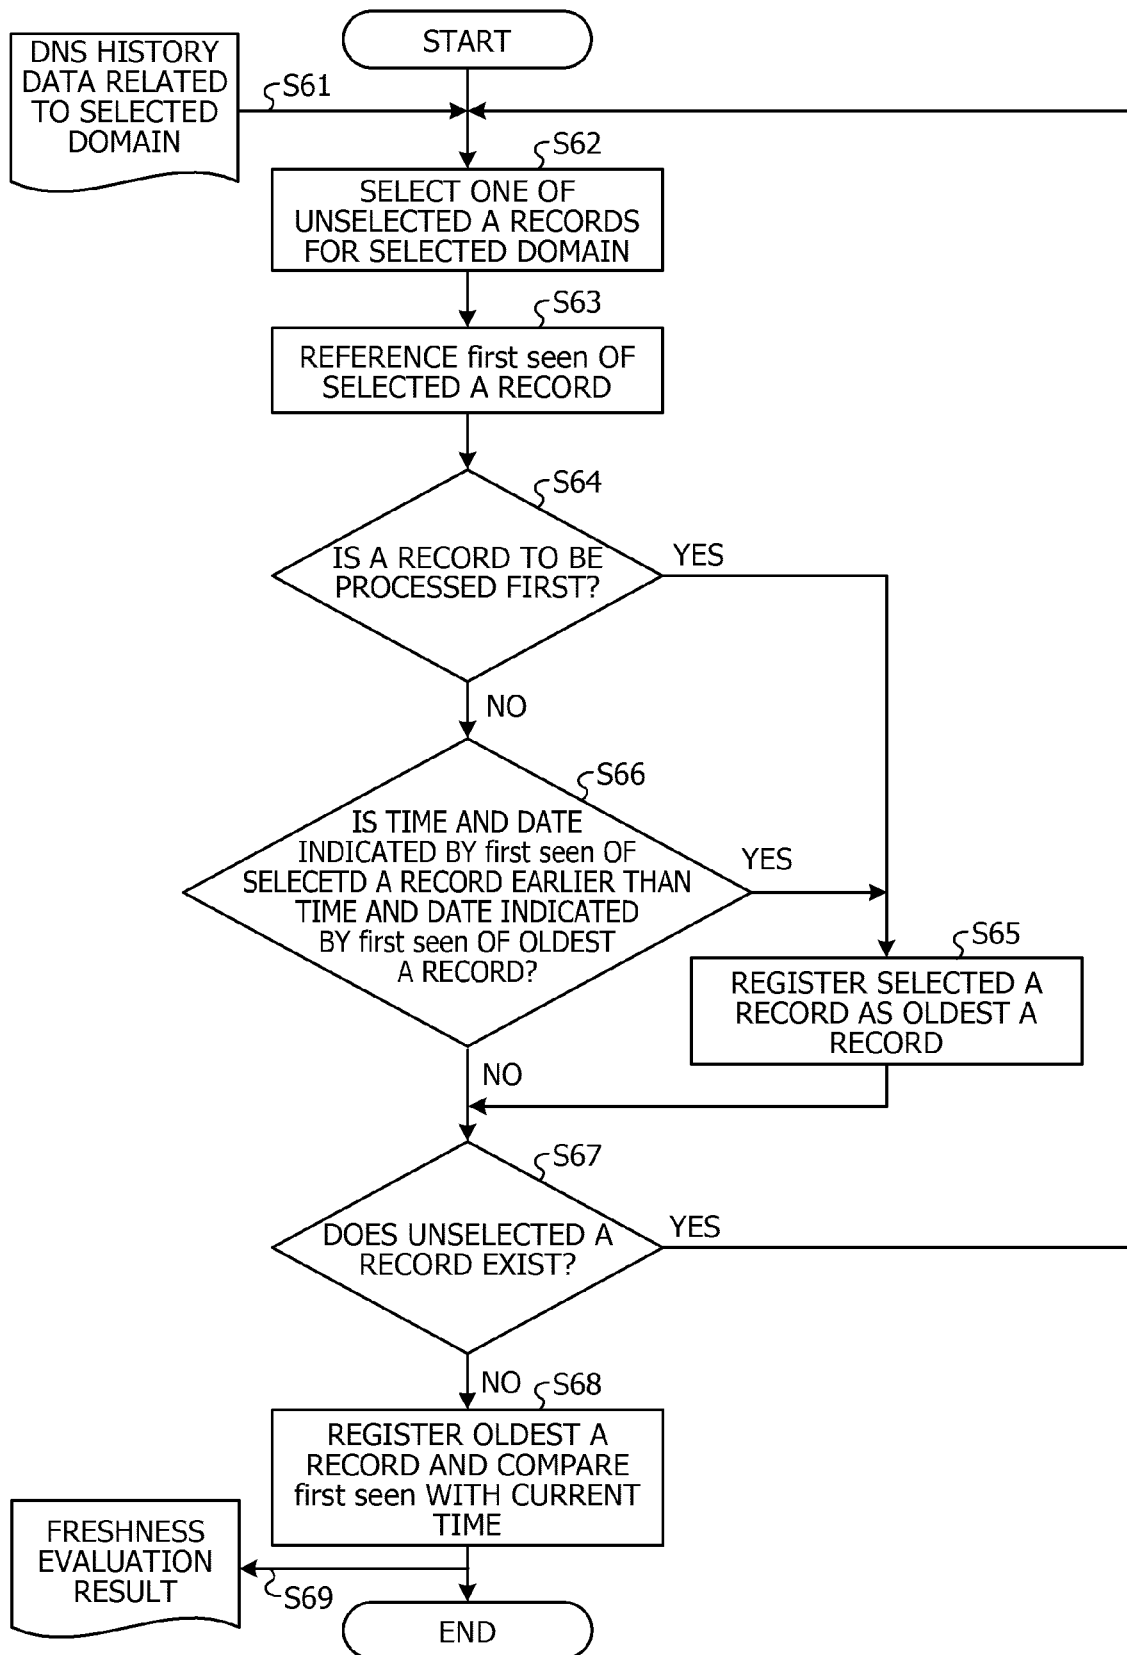 START
DNS HISTORY
DATA RELATED
TO SELECTED
DOMAIN
S61
S62
SELECT ONE OF
UNSELECTED A RECORDS
FOR SELECTED DOMAIN
S63
REFERENCE first seen OF
SELECTED A RECORD
S64
IS A RECORD TO BE
PROCESSED FIRST?
YES
NO
S66
IS TIME AND DATE
INDICATED BY first seen OF
SELECETD A RECORD EARLIER THAN
TIME AND DATE INDICATED
BY first seen OF OLDEST
A RECORD?
YES
S65
REGISTER SELECTED A
RECORD AS OLDEST A
RECORD
NO
S67
DOES UNSELECTED A
RECORD EXIST?
YES
NO
S68
REGISTER OLDEST A
RECORD AND COMPARE
first seen WITH CURRENT
TIME
FRESHNESS
EVALUATION
RESULT
S69
END